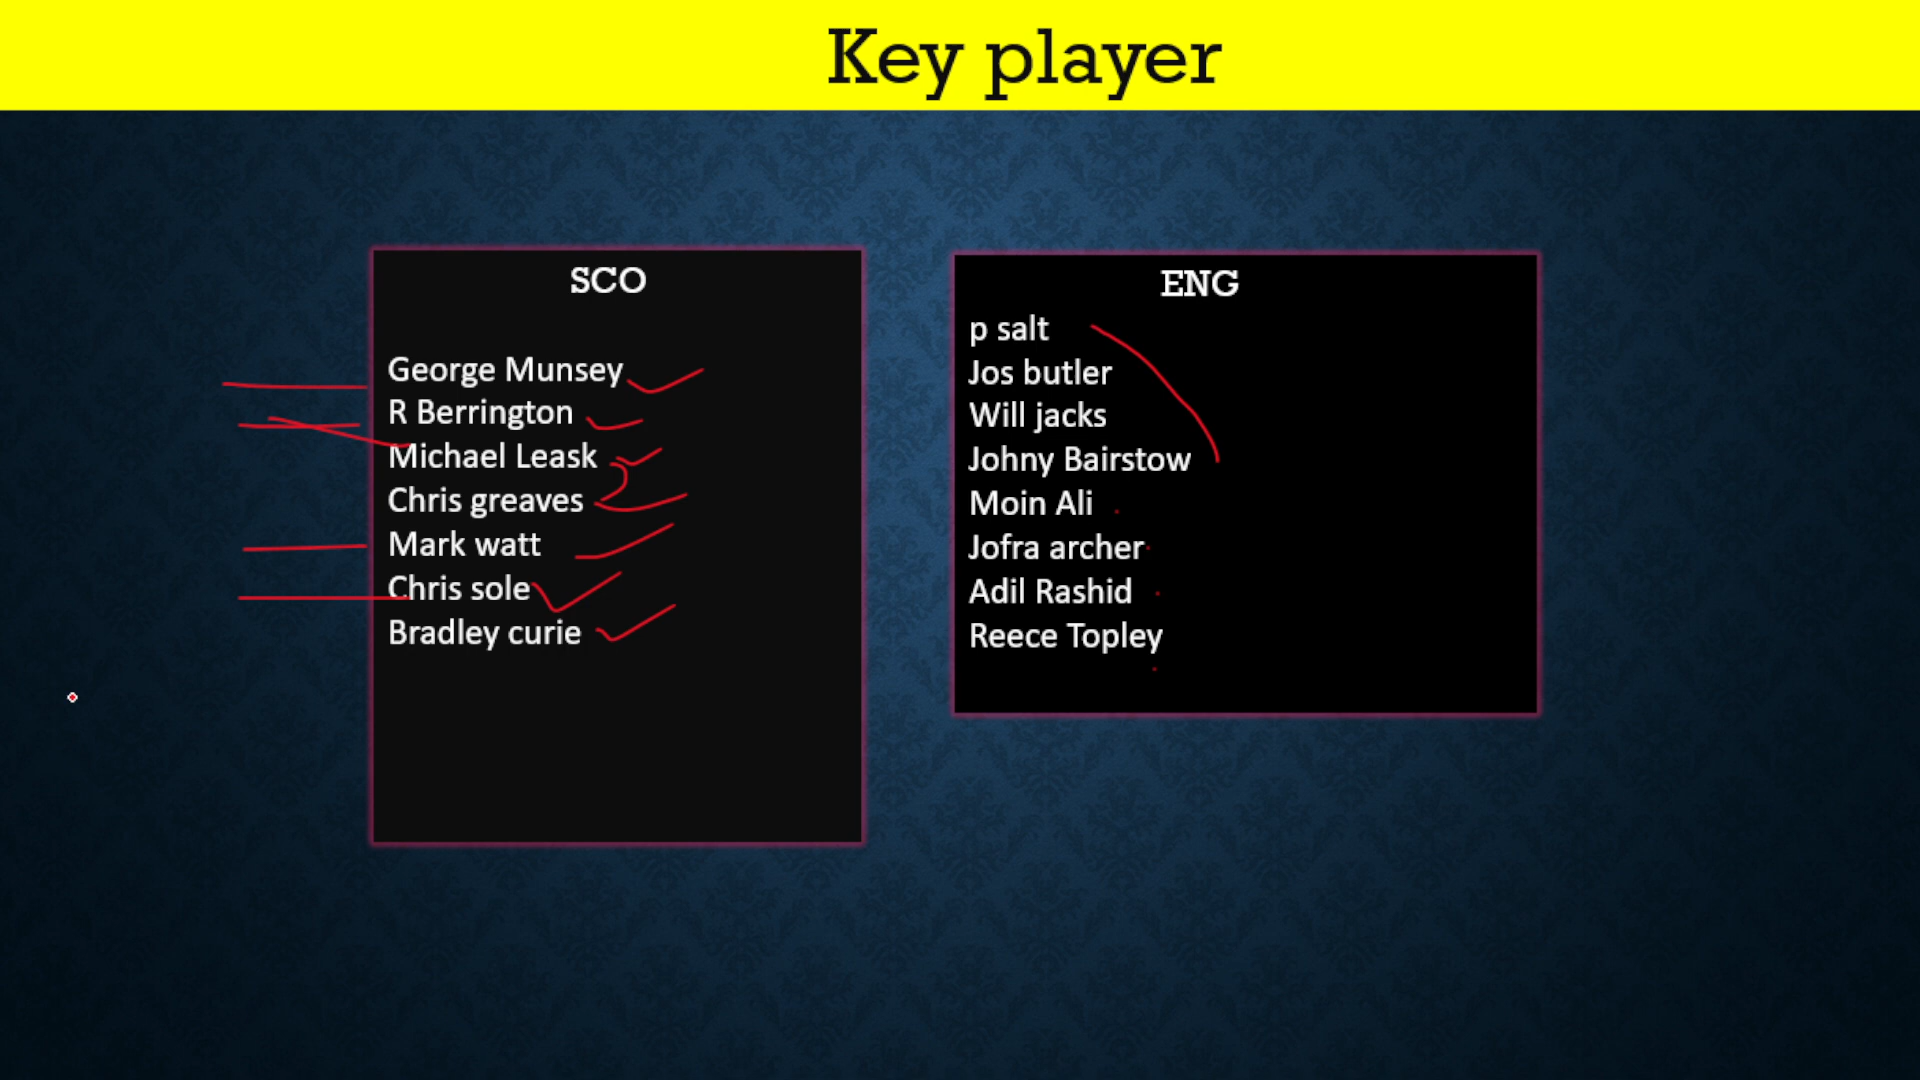 Key player
SCO
George Munsey
R Berrington
Michael Leask
Chris greaves
Mark watt
Chris sole
Bradley curie
ENG
p salt
Jos butler
Will jacks
Johny Bairstow
Moin Ali
Jofra archer
Adil Rashid
Reece Topley